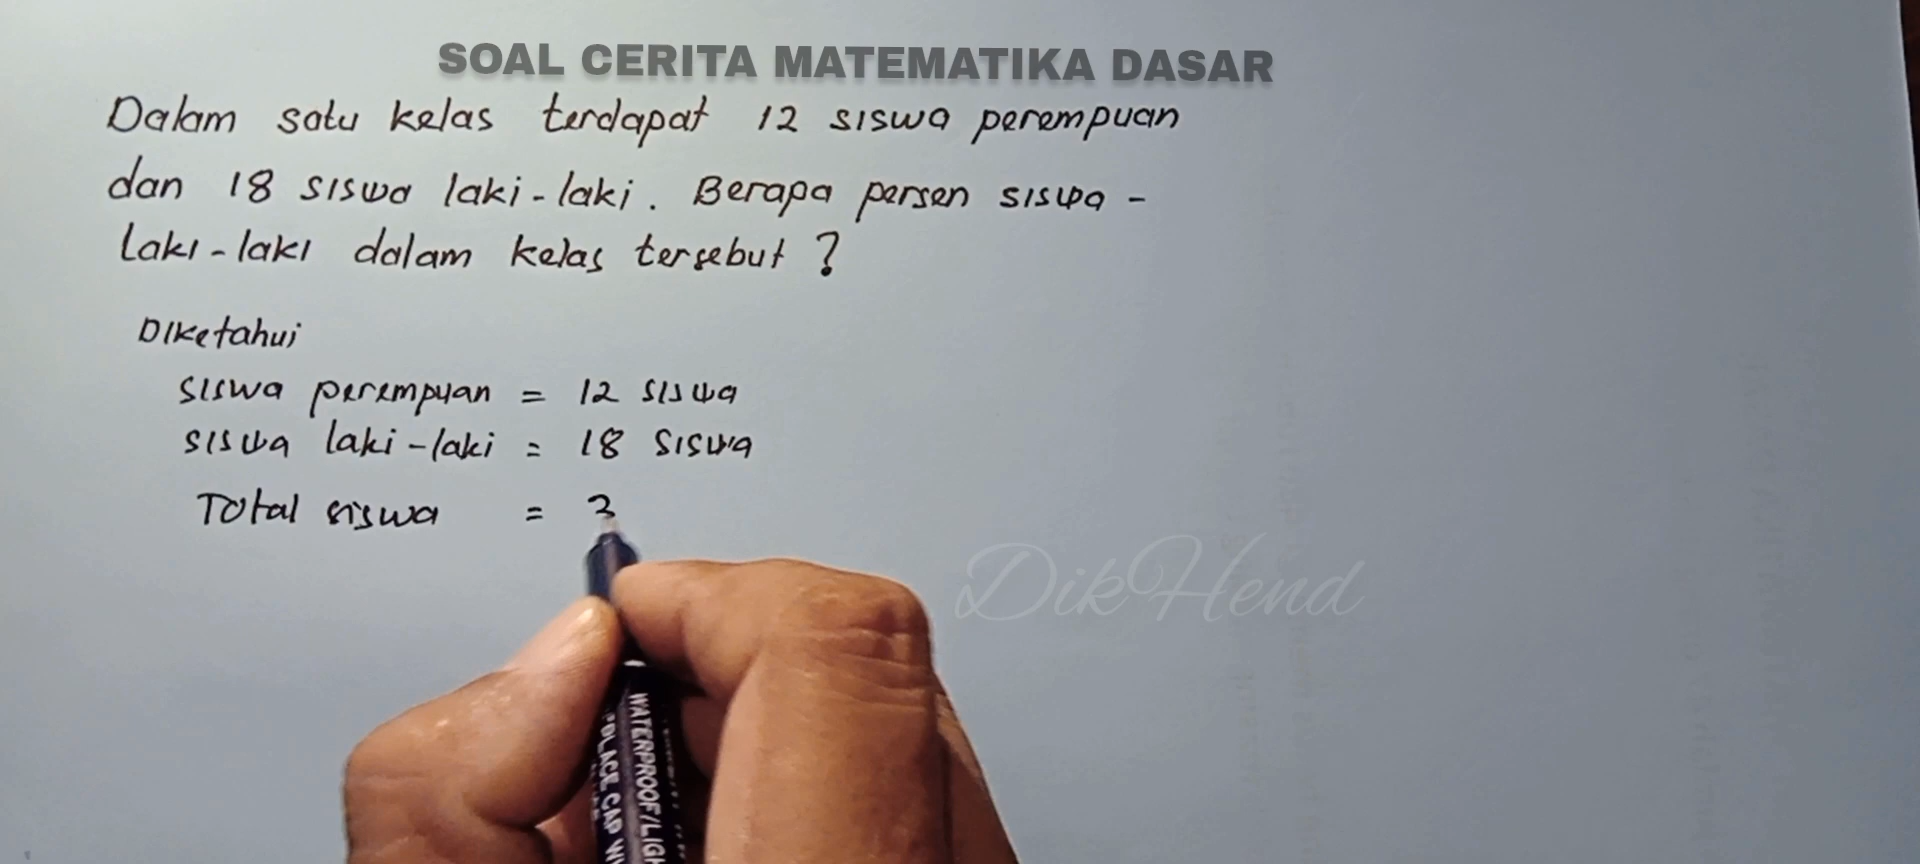 SOAL CERITA MATEMATIKA DASAR
Dalam satu kelas terdapat 12 siswa perempuan
dan 18 siswa laki-laki. Berapa persen siswa -
laki-laki dalam kelas tersebut ?
Diketahui
siswa perempuan = 12 siswa
siswa laki-laki = 18 siswa
Total siswa = 3
DikHend
WATERPROOF/LIGH
PLACE CAP